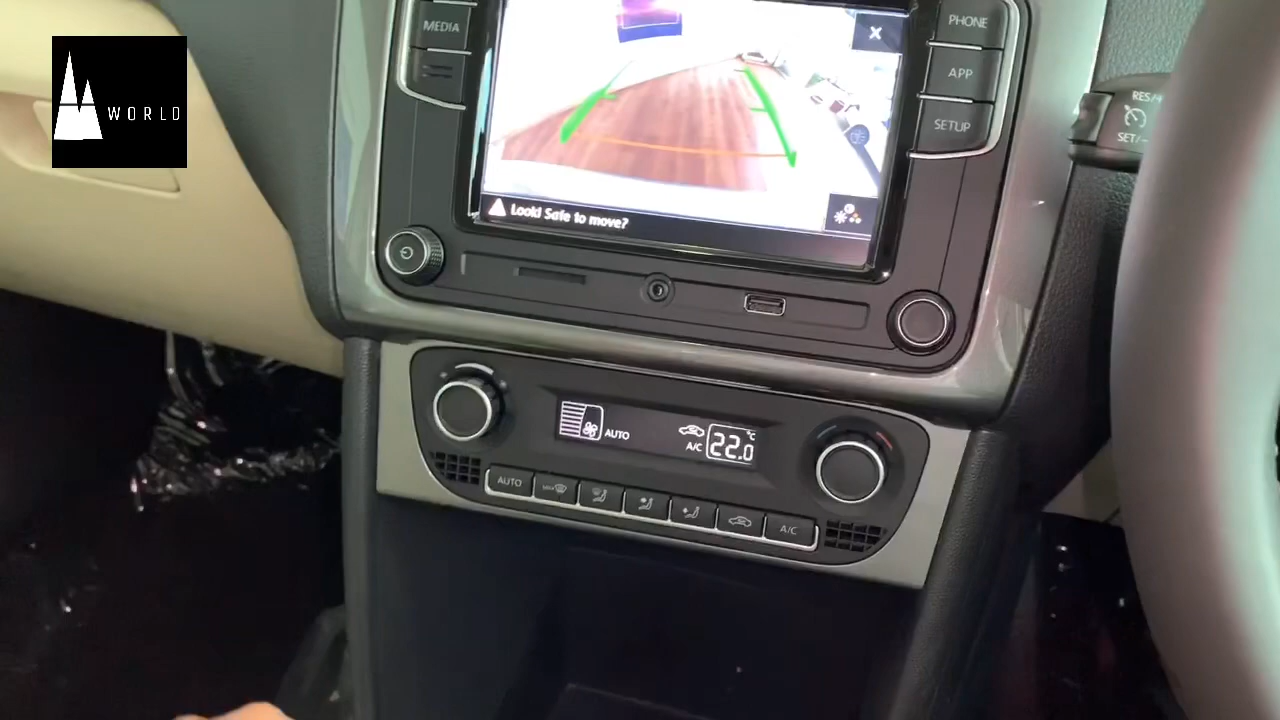 WORLD
MEDIA
PHONE
APP
SETUP
RES/+
SET/-
Look! Safe to move?
AUTO
A/C
22.0
°C
AUTO
A/C